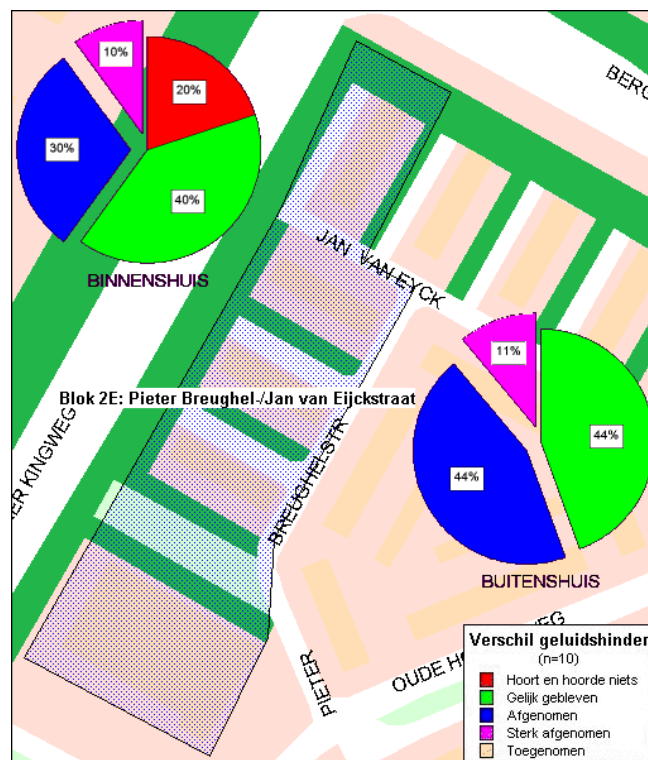 10%
20%
30%
40%
BINNENSHUIS
BERG
JAN VAN EYCK
11%
44%
44%
BUITENSHUIS
Blok 2E: Pieter Breughel-/Jan van Eijckstraat
ER KINGWEG
BREUGHELSTR
PIETER
OUDE HO
WEG
Verschil geluidshinder
(n=10)
Hoort en hoorde niets
Gelijk gebleven
Afgenomen
Sterk afgenomen
Toegenomen